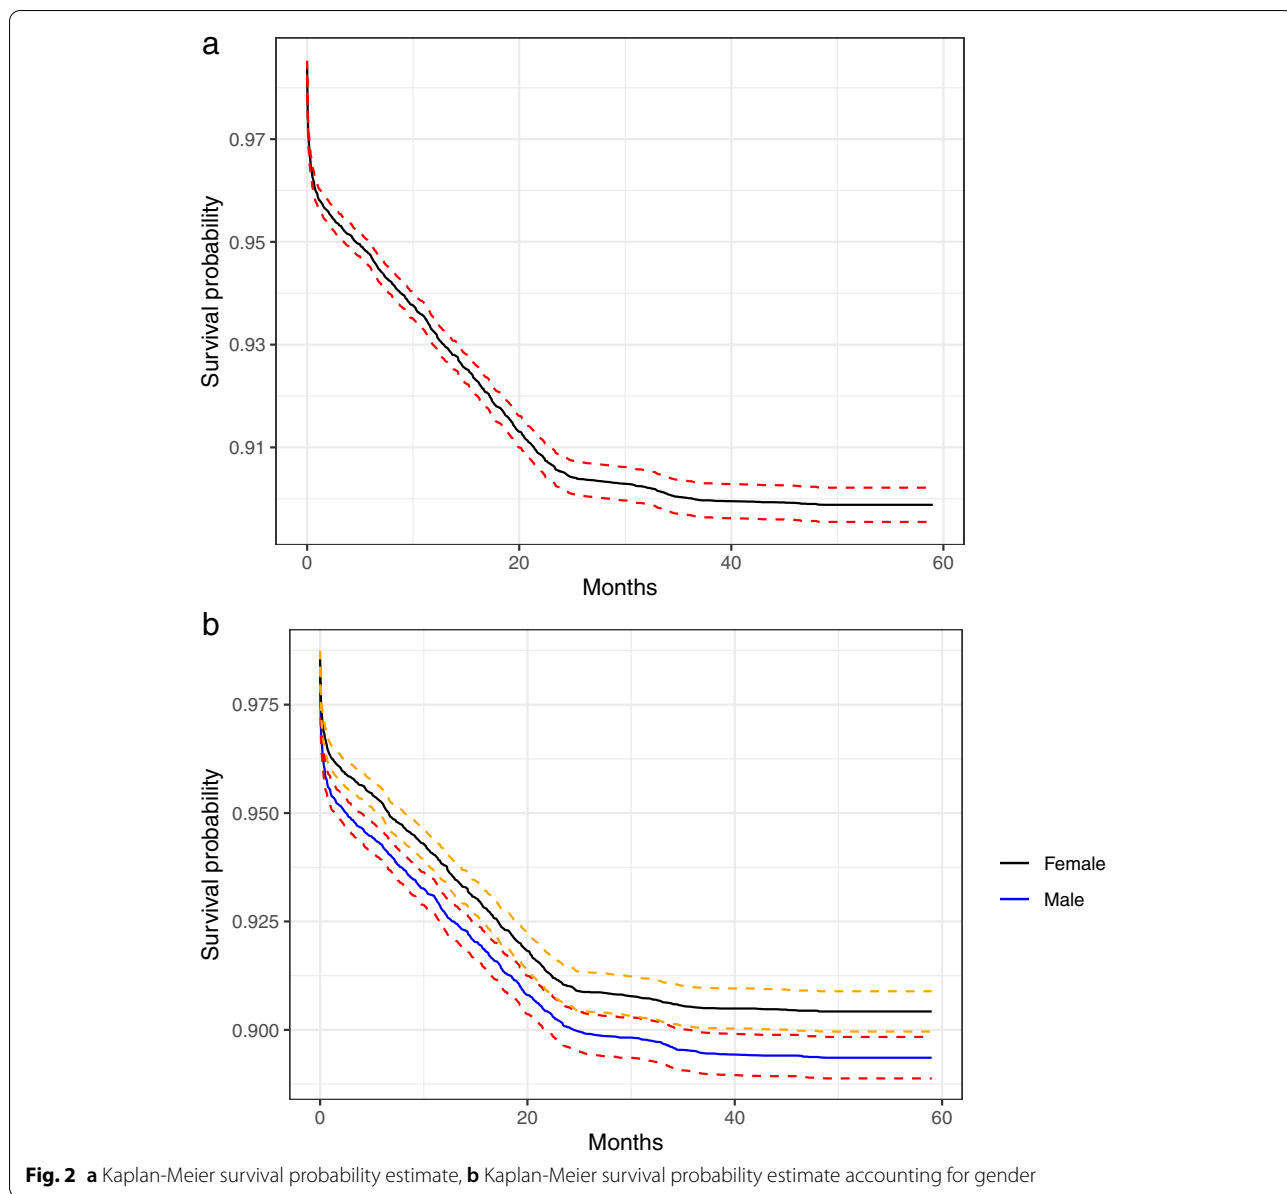 a
0.97
0.95
0.93
0.91
Survival probability
0 20 40 60
Months
b
0.975
0.950
0.925
0.900
Survival probability
0 20 40 60
Months
Female
Male
Fig. 2 a Kaplan-Meier survival probability estimate, b Kaplan-Meier survival probability estimate accounting for gender